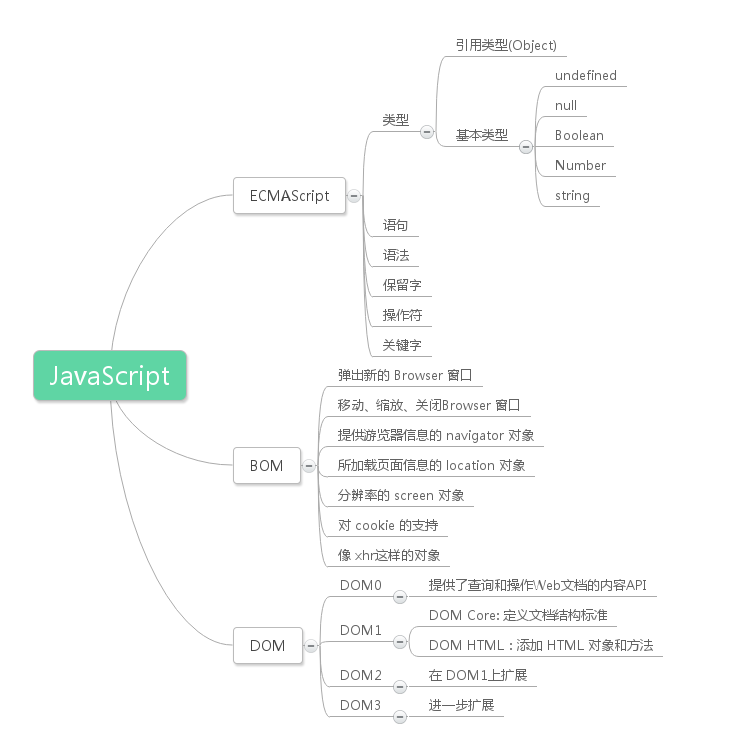 JavaScript
ECMAScript
类型
引用类型(Object)
基本类型
undefined
null
Boolean
Number
string
语句
语法
保留字
操作符
关键字
BOM
弹出新的 Browser 窗口
移动、缩放、关闭Browser 窗口
提供游览器信息的 navigator 对象
所加载页面信息的 location 对象
分辨率的 screen 对象
对 cookie 的支持
像 xhr这样的对象
DOM
DOM0
提供了查询和操作Web文档的内容API
DOM1
DOM Core: 定义文档结构标准
DOM HTML : 添加 HTML 对象和方法
DOM2
在 DOM1上扩展
DOM3
进一步扩展